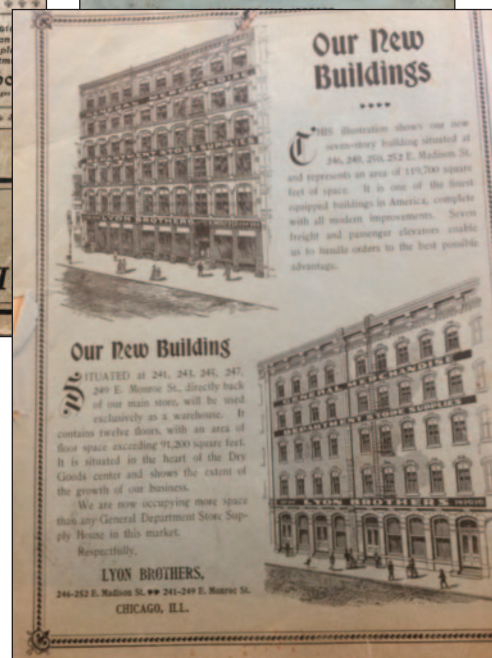 Our New
Buildings
THIS illustration shows our new
seven-story building situated at
246, 248, 250, 252 E. Madison St.
and represents an area of 119,700 square
feet of space. It is one of the finest
equipped buildings in America, complete
with all modern improvements. Seven
freight and passenger elevators enable
us to handle orders to the best possible
advantage.
LYON BROTHERS
Our New Building
SITUATED at 241, 243, 245, 247,
249 E. Monroe St., directly back
of our main store, will be used
exclusively as a warehouse. It
contains twelve floors, with an area of
floor space exceeding 91,200 square feet.
It is situated in the heart of the Dry
Goods center and shows the extent of
the growth of our business.
We are now occupying more space
than any General Department Store Sup-
ply House in this market.
Respectfully,
LYON BROTHERS,
246-252 E. Madison St. 241-249 E. Monroe St.
CHICAGO, ILL.
GENERAL MERCHANDISE
DEPARTMENT STORE SUPPLIES
LYON BROTHERS